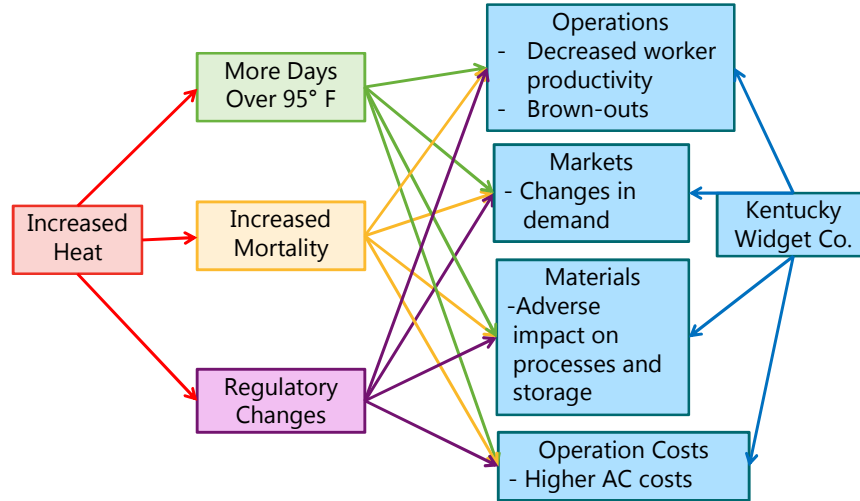 Increased
Heat
More Days
Over 95° F
Increased
Mortality
Regulatory
Changes
Operations
- Decreased worker
productivity
- Brown-outs
Markets
- Changes in
demand
Materials
-Adverse
impact on
processes and
storage
Operation Costs
- Higher AC costs
Kentucky
Widget Co.